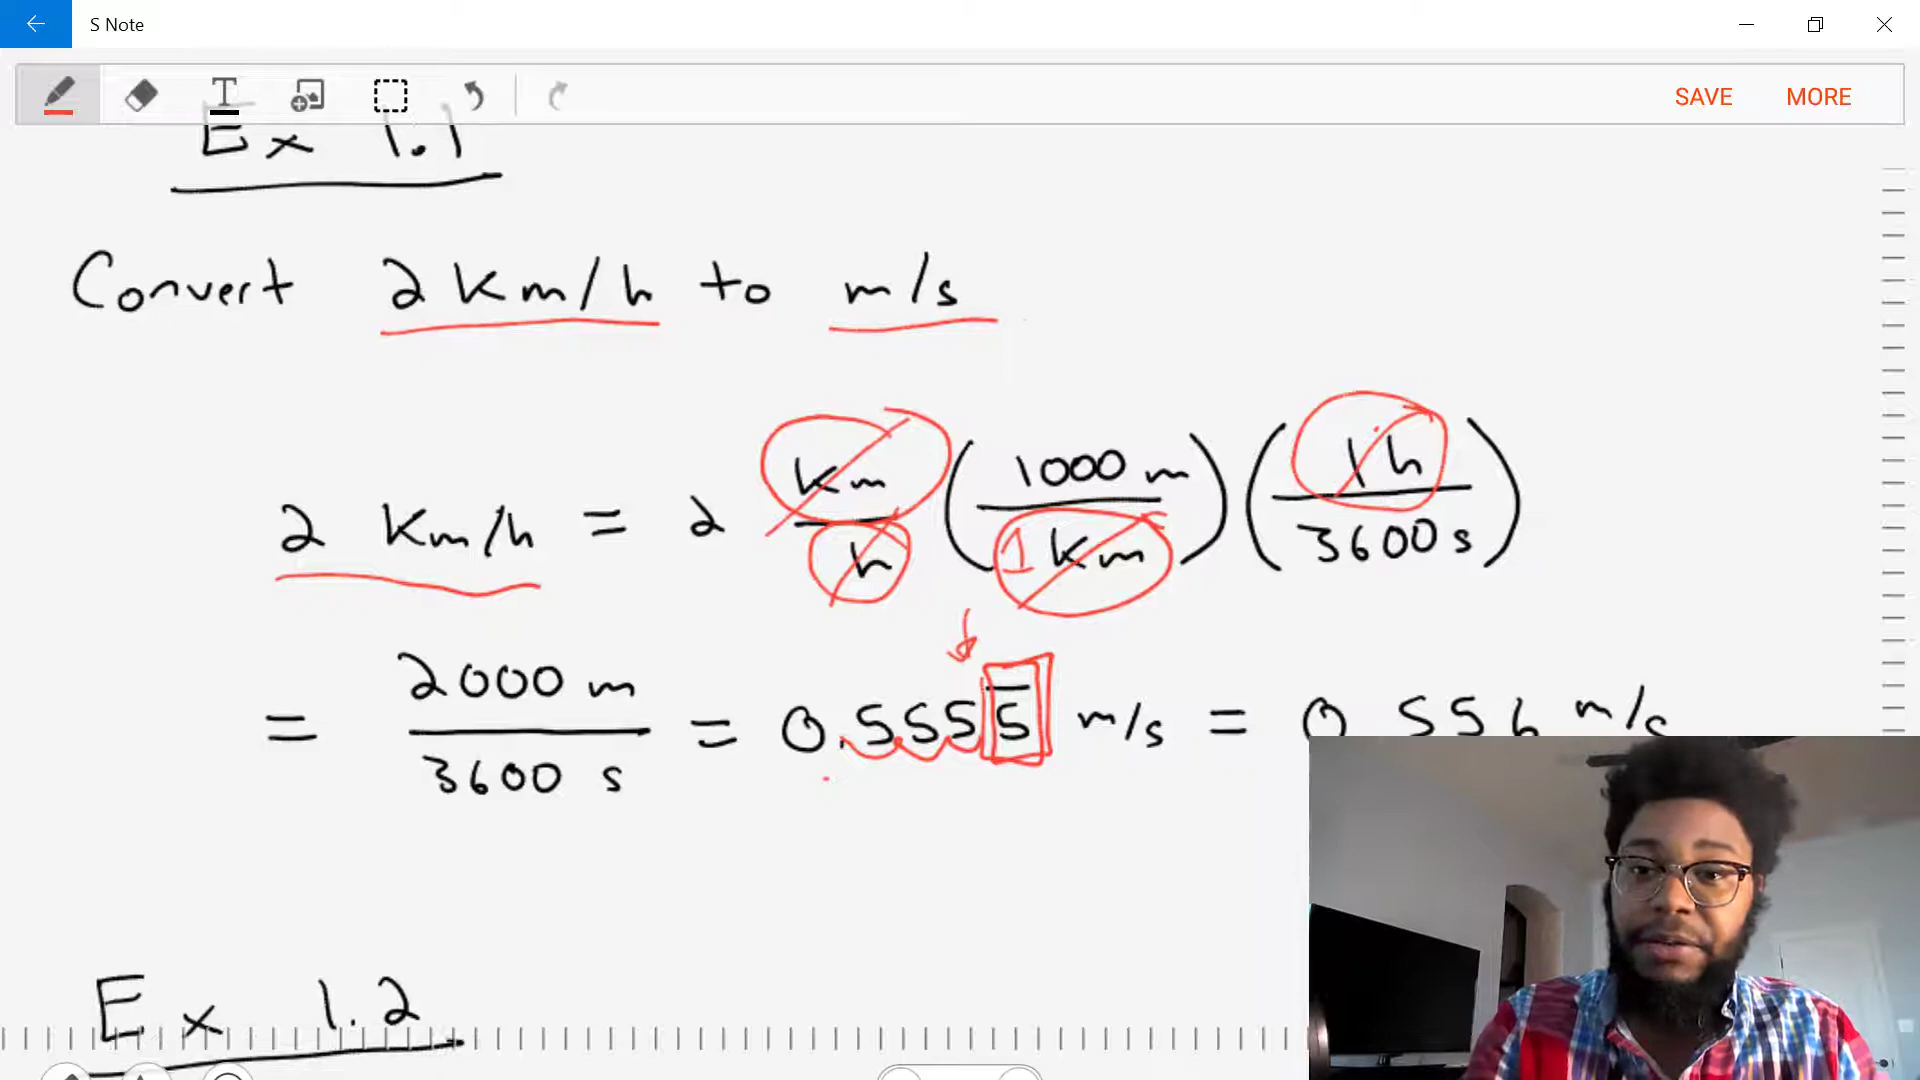 S Note
T
SAVE MORE
Ex 1.1
Convert 2 Km/h to m/s
2 Km/h = 2 Km/h (1000 m/1 Km) (1 h/3600 s)
= 2000 m/3600 s = 0.5555̅ m/s = 0.556 m/s
Ex 1.2